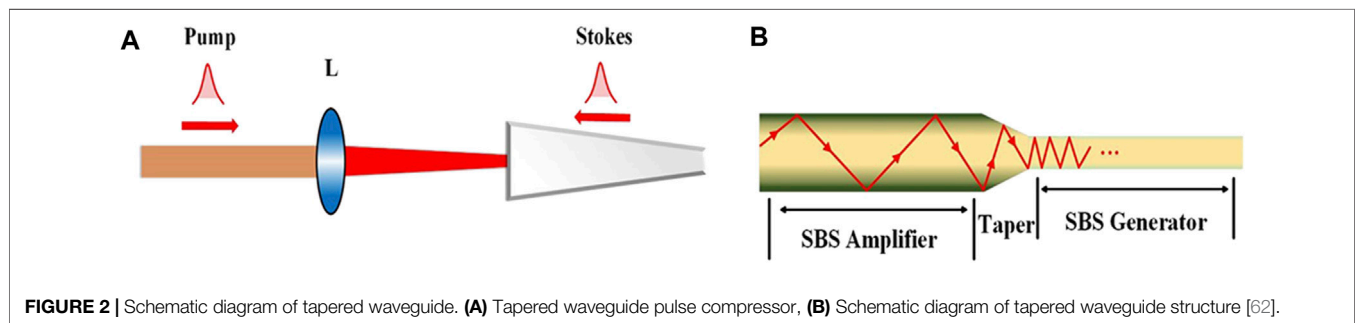 A
Pump
L
Stokes
B
...
SBS Amplifier
Taper
SBS Generator
FIGURE 2 | Schematic diagram of tapered waveguide. (A) Tapered waveguide pulse compressor, (B) Schematic diagram of tapered waveguide structure [62].